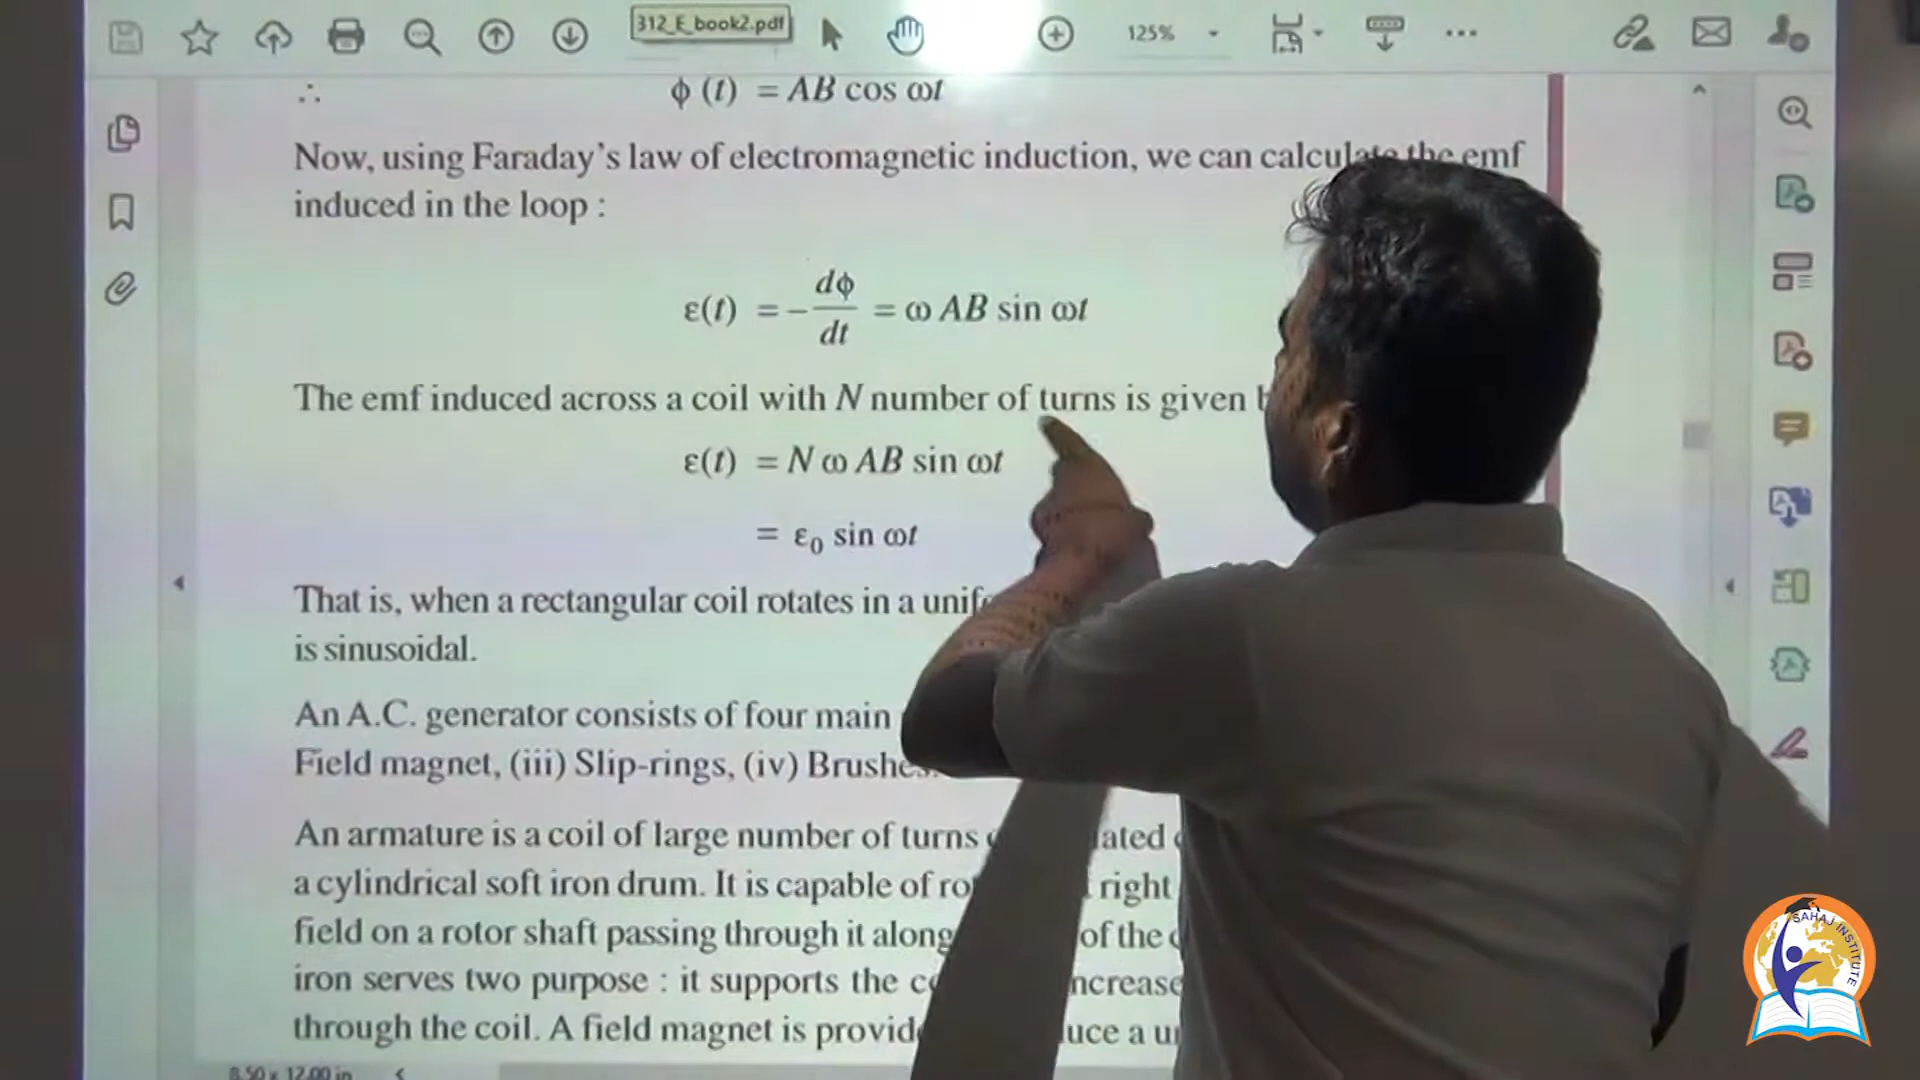 312_E_book2.pdf
125%
∴ ϕ (t) = AB cos ωt
Now, using Faraday’s law of electromagnetic induction, we can calculate the emf
induced in the loop :
ε(t) = − dϕ/dt = ω AB sin ωt
The emf induced across a coil with N number of turns is given
ε(t) = N ω AB sin ωt
= ε₀ sin ωt
That is, when a rectangular coil rotates in a
is sinusoidal.
An A.C. generator consists of four main
Field magnet, (iii) Slip-rings, (iv) Brushes.
An armature is a coil of large number of turns
a cylindrical soft iron drum. It is capable of right
field on a rotor shaft passing through it along of the
iron serves two purpose : it supports the
through the coil. A field magnet is a
8.50 x 12.00 in
SAHAJ INSTITUTE